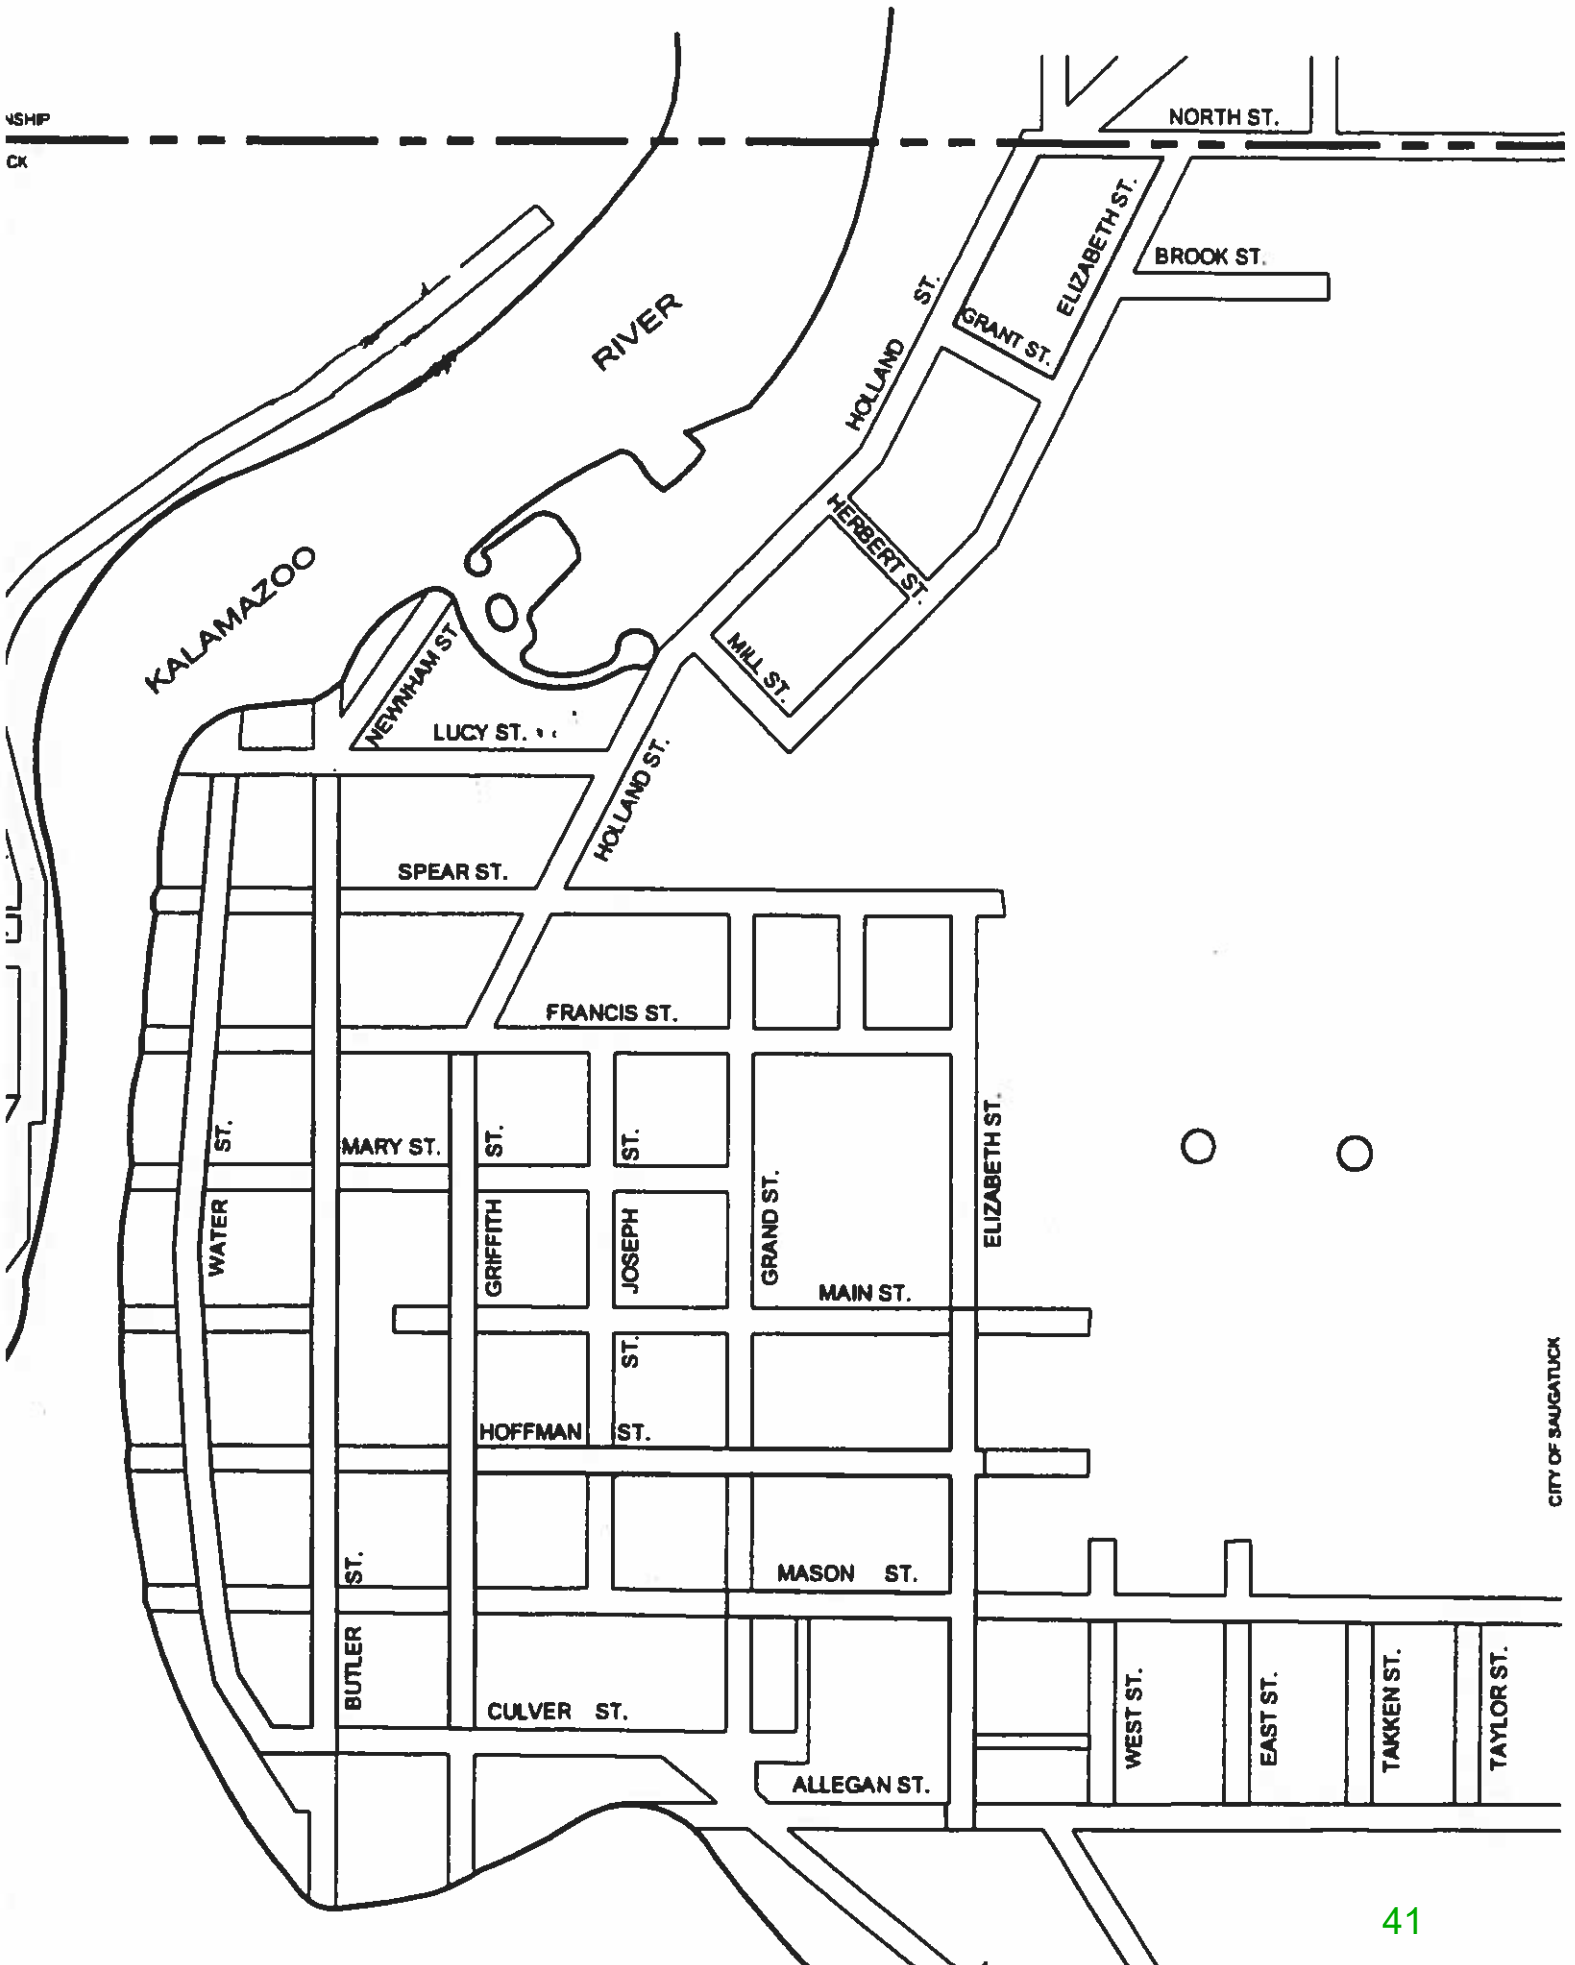 NORTH ST.
ELIZABETH ST.
BROOK ST.
HOLLAND ST.
GRANT ST.
RIVER
KALAMAZOO
HERBERT ST.
MILL ST.
NEWNHAM ST
LUCY ST.
HOLLAND ST.
SPEAR ST.
FRANCIS ST.
WATER ST.
MARY ST.
GRIFFITH ST.
JOSEPH ST.
GRAND ST.
ELIZABETH ST.
MAIN ST.
ST.
HOFFMAN ST.
CITY OF SAUGATUCK
MASON ST.
BUTLER ST.
CULVER ST.
WEST ST.
EAST ST.
TAKKEN ST.
TAYLOR ST.
ALLEGAN ST.
41